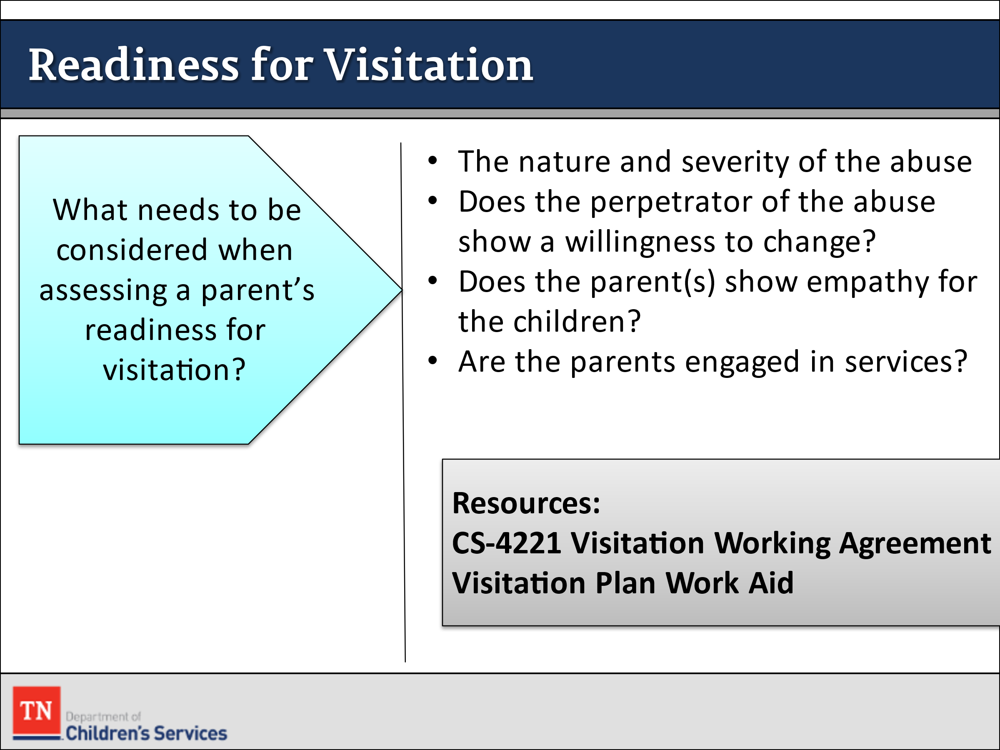 Readiness for Visitation
What needs to be
considered when
assessing a parent’s
readiness for
visitation?
• The nature and severity of the abuse
• Does the perpetrator of the abuse
show a willingness to change?
• Does the parent(s) show empathy for
the children?
• Are the parents engaged in services?
Resources:
CS-4221 Visitation Working Agreement
Visitation Plan Work Aid
TN
Department of
Children's Services